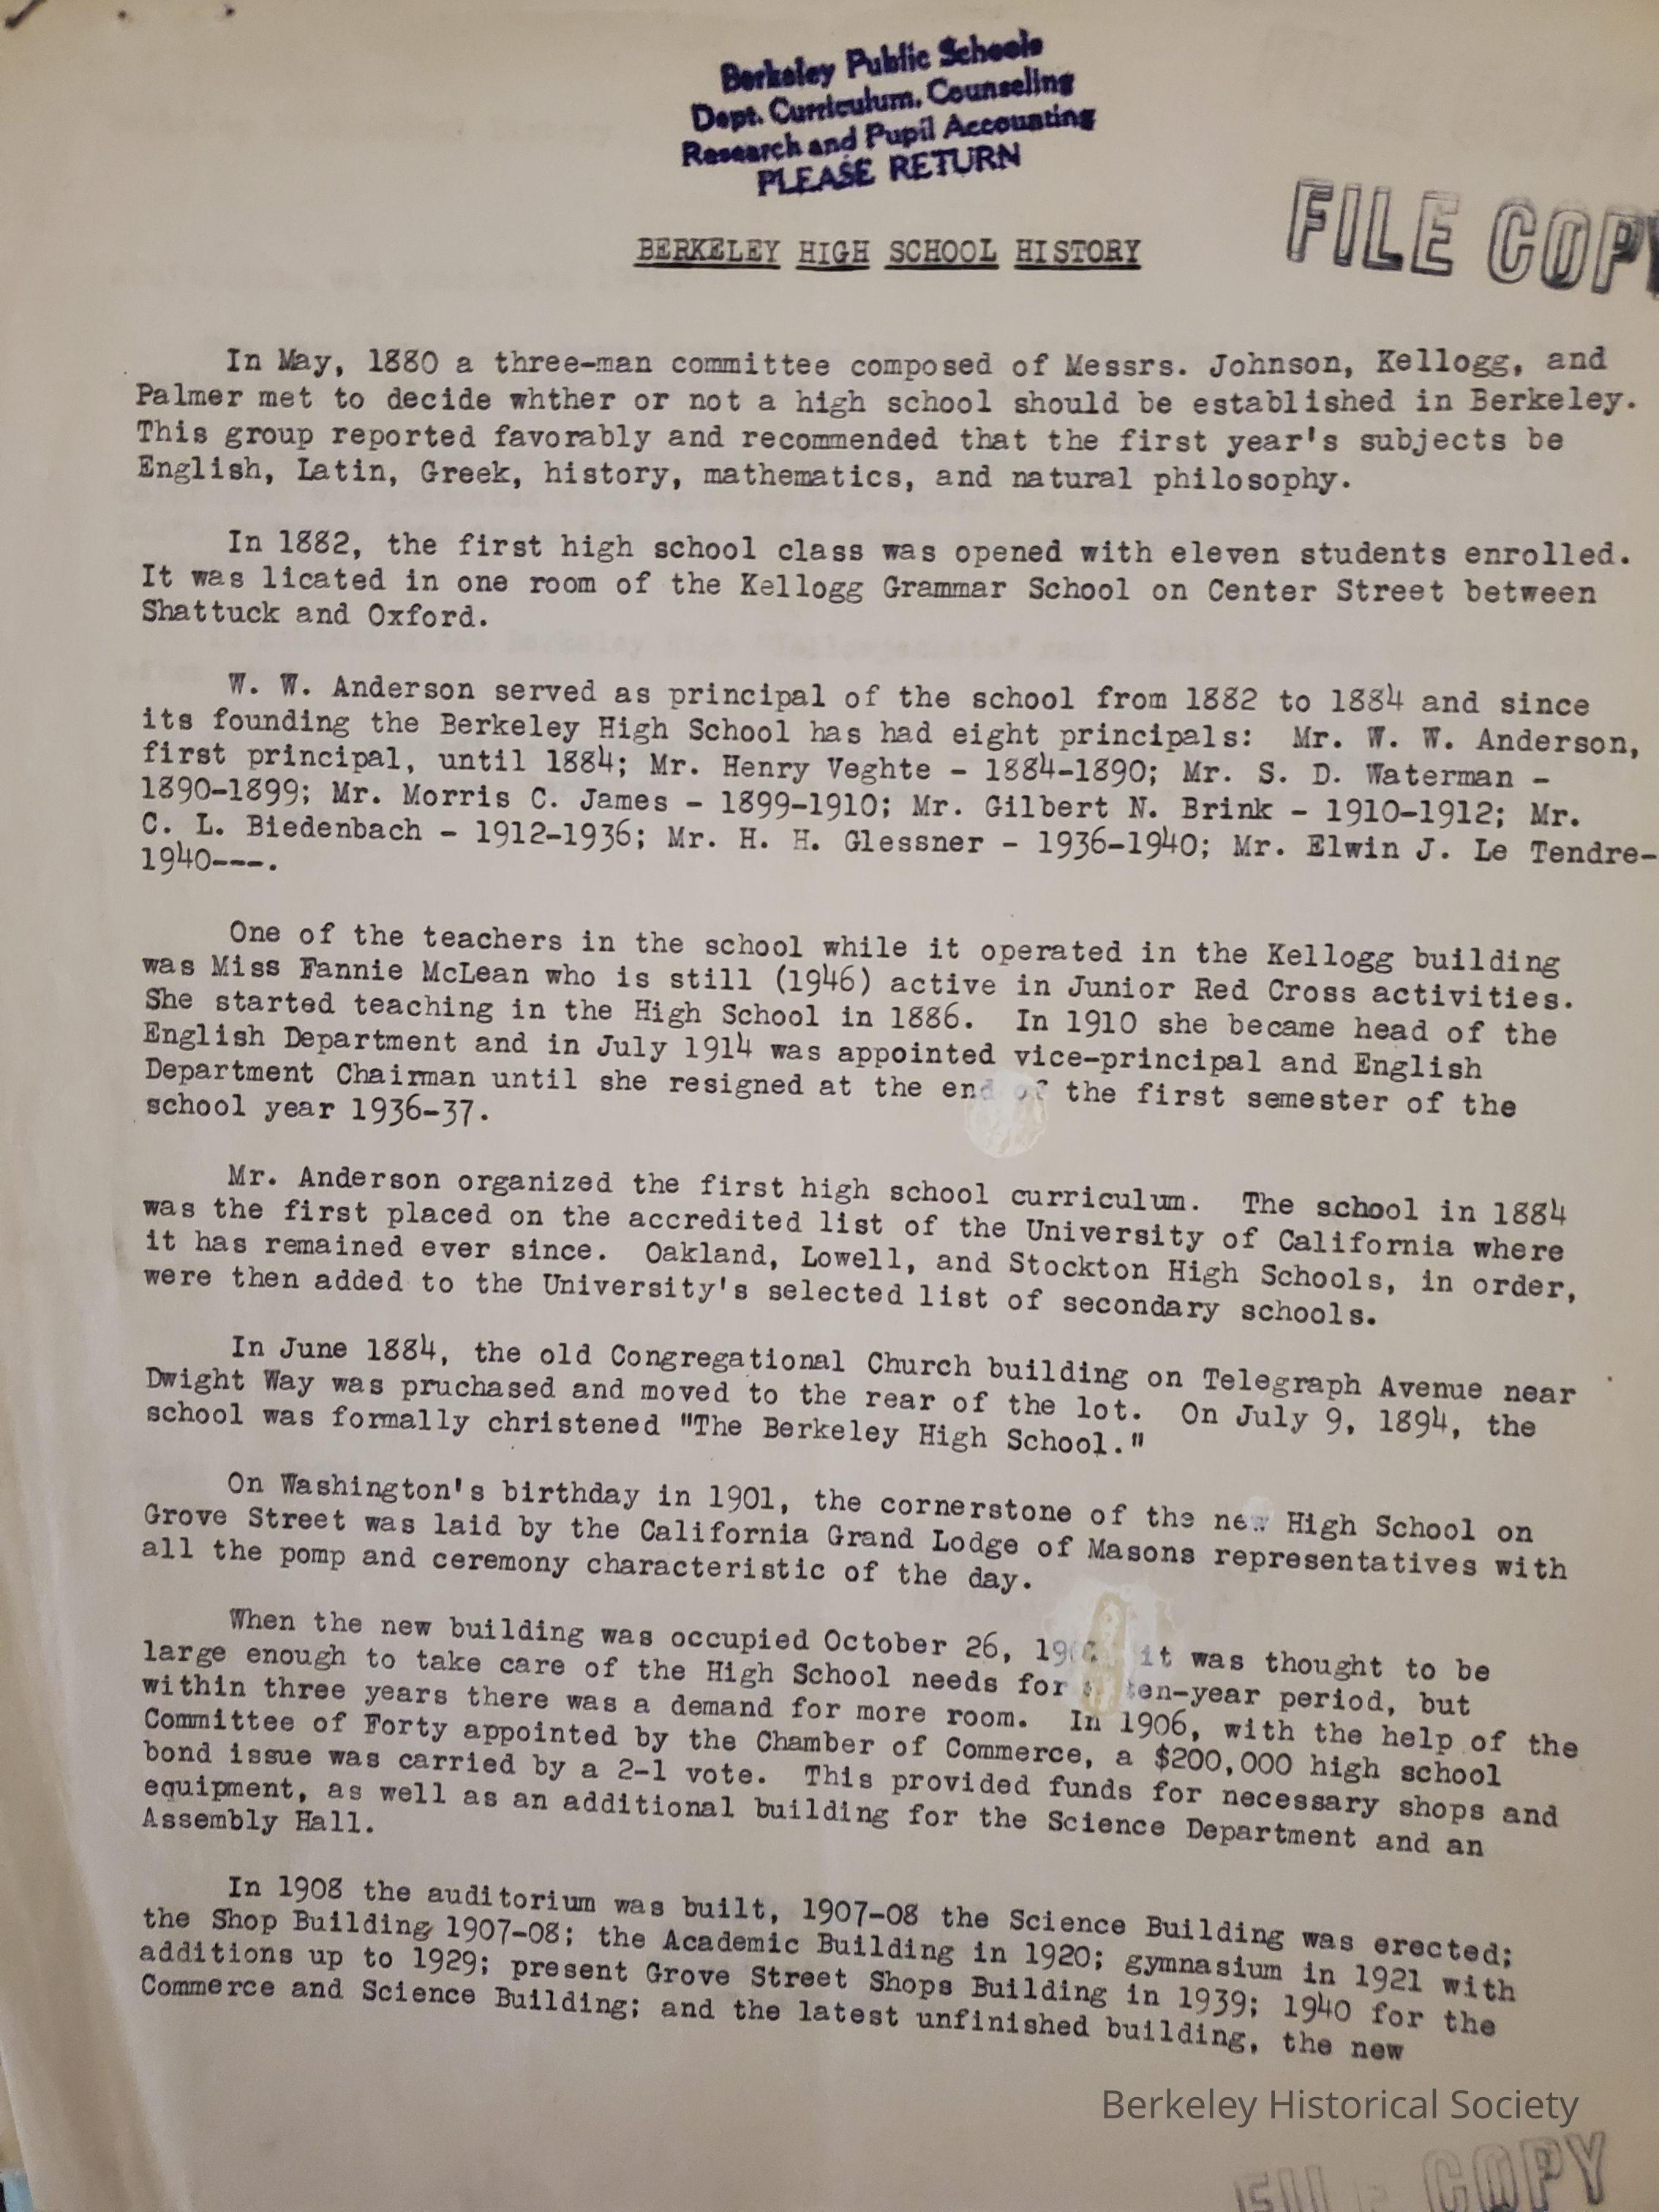 Berkeley Public Schools
Dept. Curriculum, Counseling
Research and Pupil Accounting
PLEASE RETURN
FILE COPY
BERKELEY HIGH SCHOOL HISTORY
In May, 1880 a three-man committee composed of Messrs. Johnson, Kellogg, and
Palmer met to decide whther or not a high school should be established in Berkeley.
This group reported favorably and recommended that the first year's subjects be
English, Latin, Greek, history, mathematics, and natural philosophy.
In 1882, the first high school class was opened with eleven students enrolled.
It was licated in one room of the Kellogg Grammar School on Center Street between
Shattuck and Oxford.
W. W. Anderson served as principal of the school from 1882 to 1884 and since
its founding the Berkeley High School has had eight principals: Mr. W. W. Anderson,
first principal, until 1884; Mr. Henry Veghte - 1884-1890; Mr. S. D. Waterman -
1890-1899; Mr. Morris C. James - 1899-1910; Mr. Gilbert N. Brink - 1910-1912; Mr.
C. L. Biedenbach - 1912-1936; Mr. H. H. Glessner - 1936-1940; Mr. Elwin J. Le Tendre-
1940---.
One of the teachers in the school while it operated in the Kellogg building
was Miss Fannie McLean who is still (1946) active in Junior Red Cross activities.
She started teaching in the High School in 1886. In 1910 she became head of the
English Department and in July 1914 was appointed vice-principal and English
Department Chairman until she resigned at the end of the first semester of the
school year 1936-37.
Mr. Anderson organized the first high school curriculum. The school in 1884
was the first placed on the accredited list of the University of California where
it has remained ever since. Oakland, Lowell, and Stockton High Schools, in order,
were then added to the University's selected list of secondary schools.
In June 1884, the old Congregational Church building on Telegraph Avenue near
Dwight Way was pruchased and moved to the rear of the lot. On July 9, 1894, the
school was formally christened "The Berkeley High School."
On Washington's birthday in 1901, the cornerstone of the new High School on
Grove Street was laid by the California Grand Lodge of Masons representatives with
all the pomp and ceremony characteristic of the day.
When the new building was occupied October 26, it was thought to be
large enough to take care of the High School needs for a ten-year period, but
within three years there was a demand for more room. In 1906, with the help of the
Committee of Forty appointed by the Chamber of Commerce, a $200,000 high school
bond issue was carried by a 2-1 vote. This provided funds for necessary shops and
equipment, as well as an additional building for the Science Department and an
Assembly Hall.
In 1908 the auditorium was built, 1907-08 the Science Building was erected;
the Shop Building 1907-08; the Academic Building in 1920; gymnasium in 1921 with
additions up to 1929; present Grove Street Shops Building in 1939; 1940 for the
Commerce and Science Building; and the latest unfinished building, the new
Berkeley Historical Society
FILE COPY